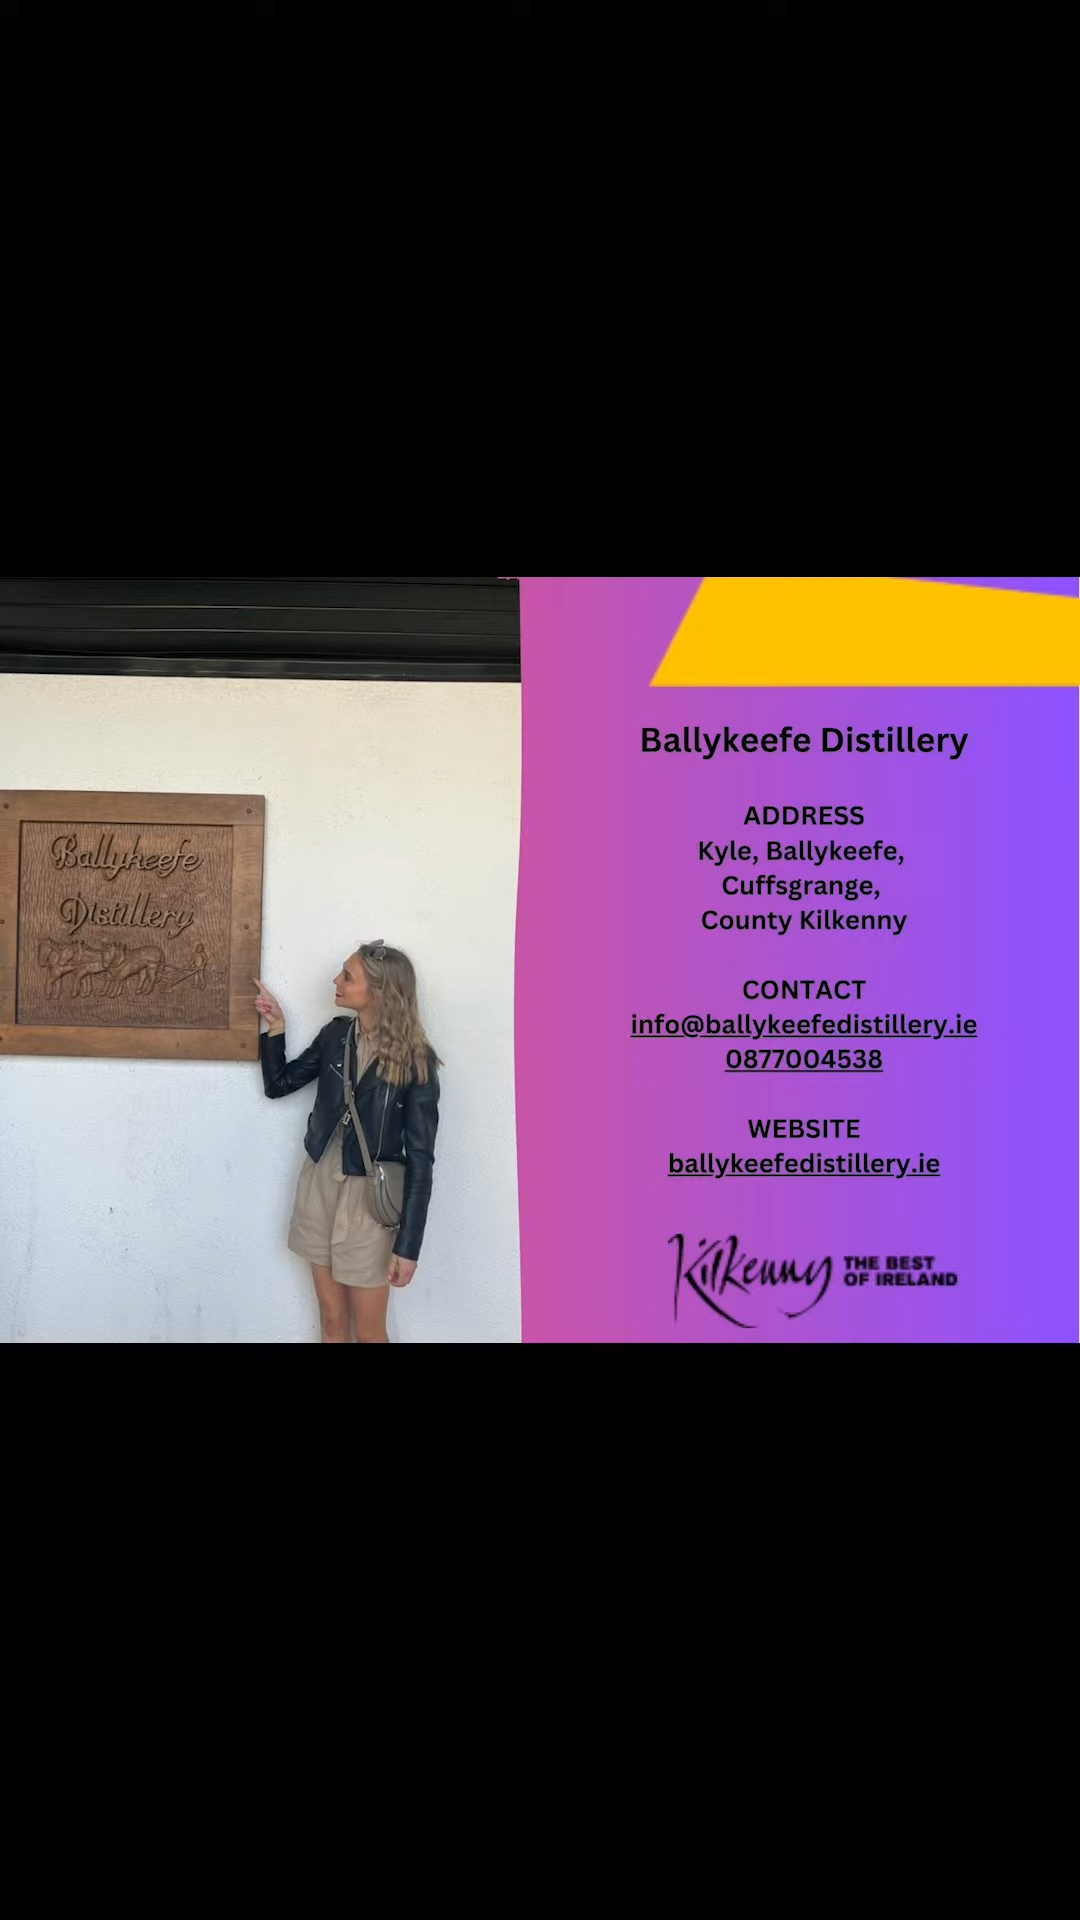 Ballykeefe
Distillery
Ballykeefe Distillery
ADDRESS
Kyle, Ballykeefe,
Cuffsgrange,
County Kilkenny
CONTACT
info@ballykeefedistillery.ie
0877004538
WEBSITE
ballykeefedistillery.ie
Kilkenny THE BEST
OF IRELAND